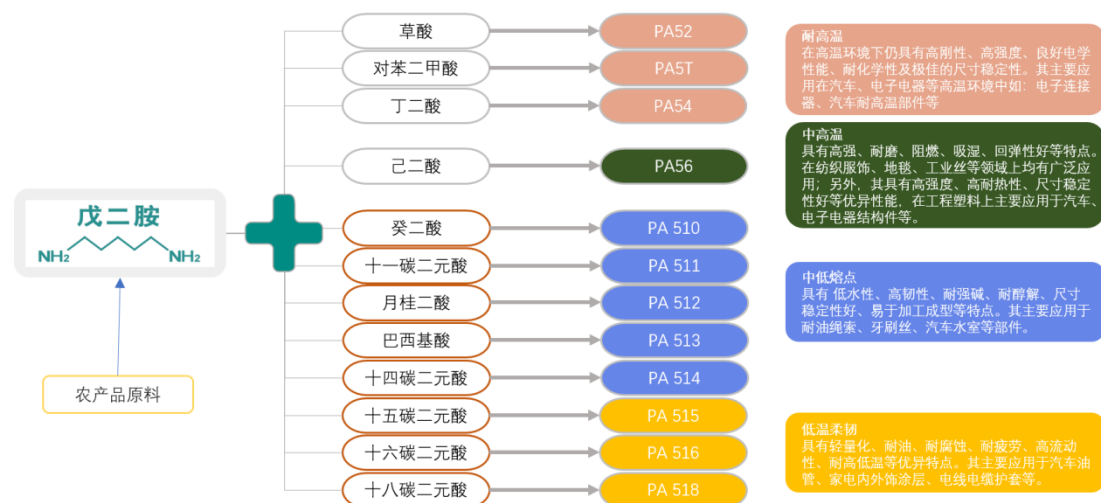 草酸
PA52
对苯二甲酸
PA5T
丁二酸
PA54
己二酸
PA56
戊二胺
NH₂ NH₂
农产品原料
癸二酸
PA 510
十一碳二元酸
PA 511
月桂二酸
PA 512
巴西基酸
PA 513
十四碳二元酸
PA 514
十五碳二元酸
PA 515
十六碳二元酸
PA 516
十八碳二元酸
PA 518
耐高温
在高温环境下仍具有高刚性、高强度、良好电学
性能、耐化学性及极佳的尺寸稳定性。其主要应
用在汽车、电子电器等高温环境中如：电子连接
器、汽车耐高温部件等
中高温
具有高强、耐磨、阻燃、吸湿、回弹性好等特点。
在纺织服饰、地毯、工业丝等领域上均有广泛应
用；另外，其具有高强度、高耐热性、尺寸稳定
性好等优异性能，在工程塑料上主要应用于汽车、
电子电器结构件等。
中低熔点
具有 低水性、高韧性、耐强碱、耐醇解、尺寸
稳定性好、易于加工成型等特点。其主要应用于
耐油绳索、牙刷丝、汽车水室等部件。
低温柔韧
具有轻量化、耐油、耐腐蚀、耐疲劳、高流动
性、耐高低温等优异特点。其主要应用于汽车油
管、家电内外饰涂层、电线电缆护套等。